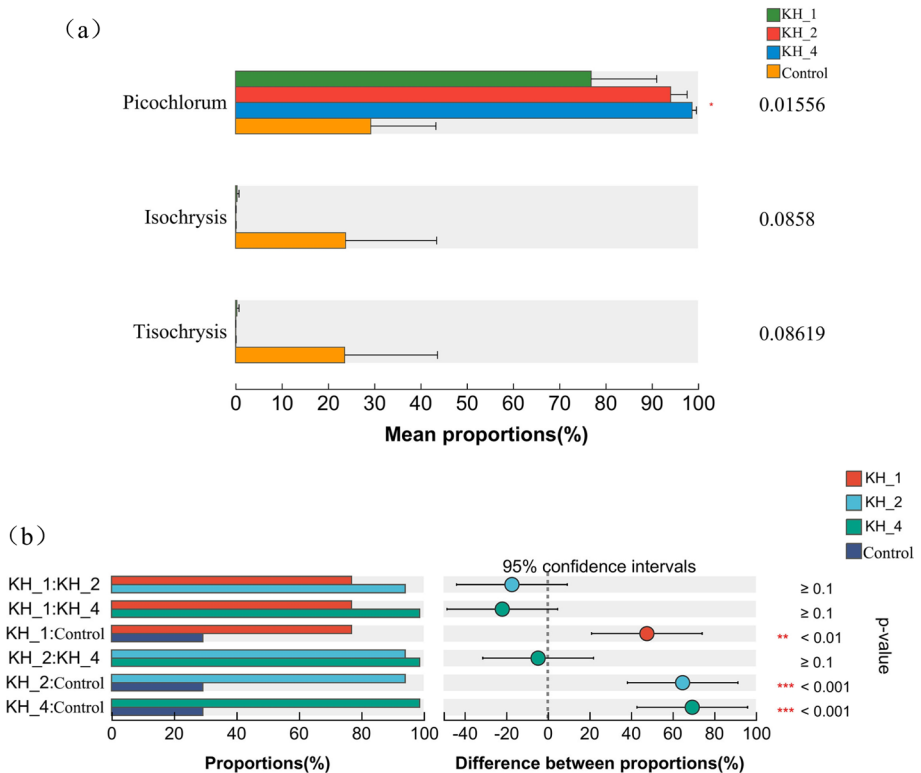 (a)
KH_1
KH_2
KH_4
Control
Picochlorum
*
0.01556
Isochrysis
0.0858
Tisochrysis
0.08619
0 10 20 30 40 50 60 70 80 90 100
Mean proportions(%)
(b)
KH_1
KH_2
KH_4
Control
95% confidence intervals
KH_1:KH_2
≥ 0.1
KH_1:KH_4
≥ 0.1
KH_1:Control
** < 0.01
KH_2:KH_4
≥ 0.1
KH_2:Control
*** < 0.001
KH_4:Control
*** < 0.001
p-value
0 20 40 60 80 100
-40 -20 0 20 40 60 80 100
Proportions(%)
Difference between proportions(%)